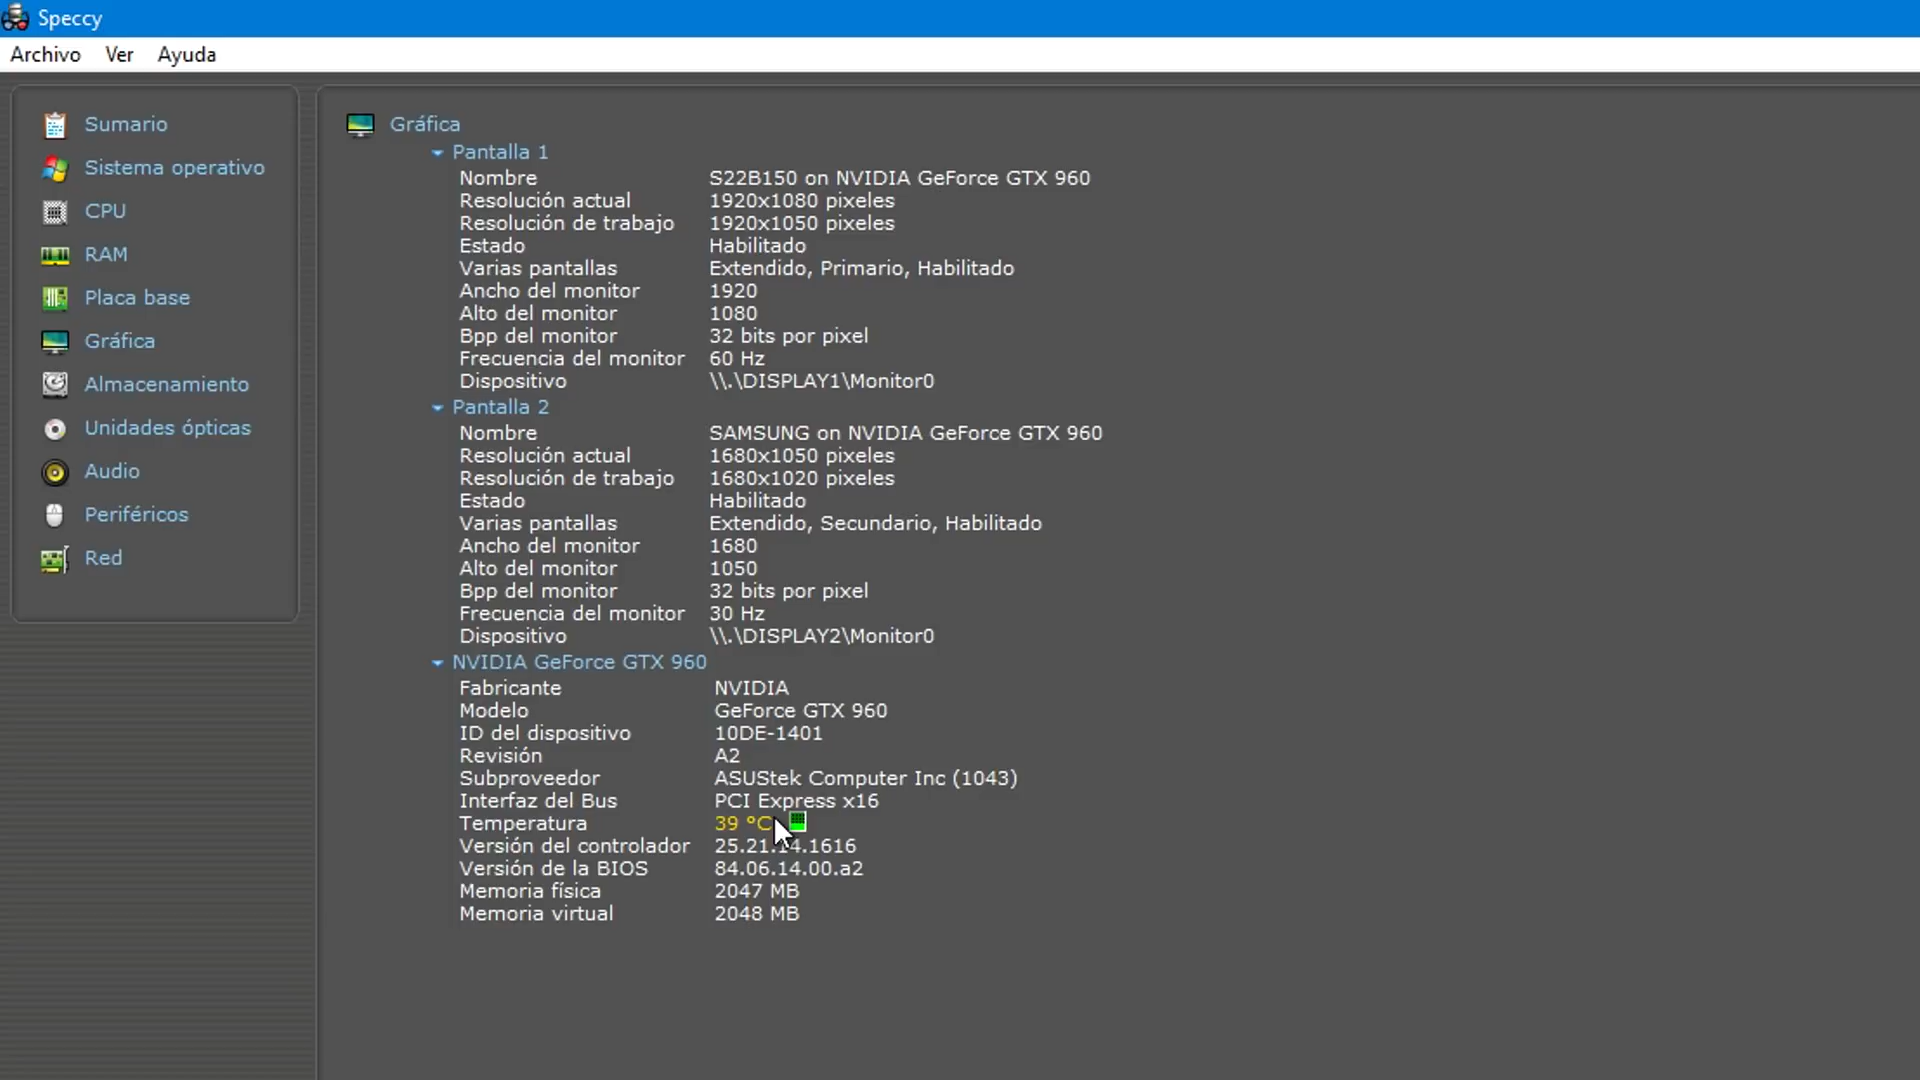 Speccy
Archivo Ver Ayuda
Sumario
Sistema operativo
CPU
RAM
Placa base
Gráfica
Almacenamiento
Unidades ópticas
Audio
Periféricos
Red
Gráfica
Pantalla 1
Nombre S22B150 on NVIDIA GeForce GTX 960
Resolución actual 1920x1080 pixeles
Resolución de trabajo 1920x1050 pixeles
Estado Habilitado
Varias pantallas Extendido, Primario, Habilitado
Ancho del monitor 1920
Alto del monitor 1080
Bpp del monitor 32 bits por pixel
Frecuencia del monitor 60 Hz
Dispositivo \\.\DISPLAY1\Monitor0
Pantalla 2
Nombre SAMSUNG on NVIDIA GeForce GTX 960
Resolución actual 1680x1050 pixeles
Resolución de trabajo 1680x1020 pixeles
Estado Habilitado
Varias pantallas Extendido, Secundario, Habilitado
Ancho del monitor 1680
Alto del monitor 1050
Bpp del monitor 32 bits por pixel
Frecuencia del monitor 30 Hz
Dispositivo \\.\DISPLAY2\Monitor0
NVIDIA GeForce GTX 960
Fabricante NVIDIA
Modelo GeForce GTX 960
ID del dispositivo 10DE-1401
Revisión A2
Subproveedor ASUStek Computer Inc (1043)
Interfaz del Bus PCI Express x16
Temperatura 39 °C
Versión del controlador 25.21.14.1616
Versión de la BIOS 84.06.14.00.a2
Memoria física 2047 MB
Memoria virtual 2048 MB